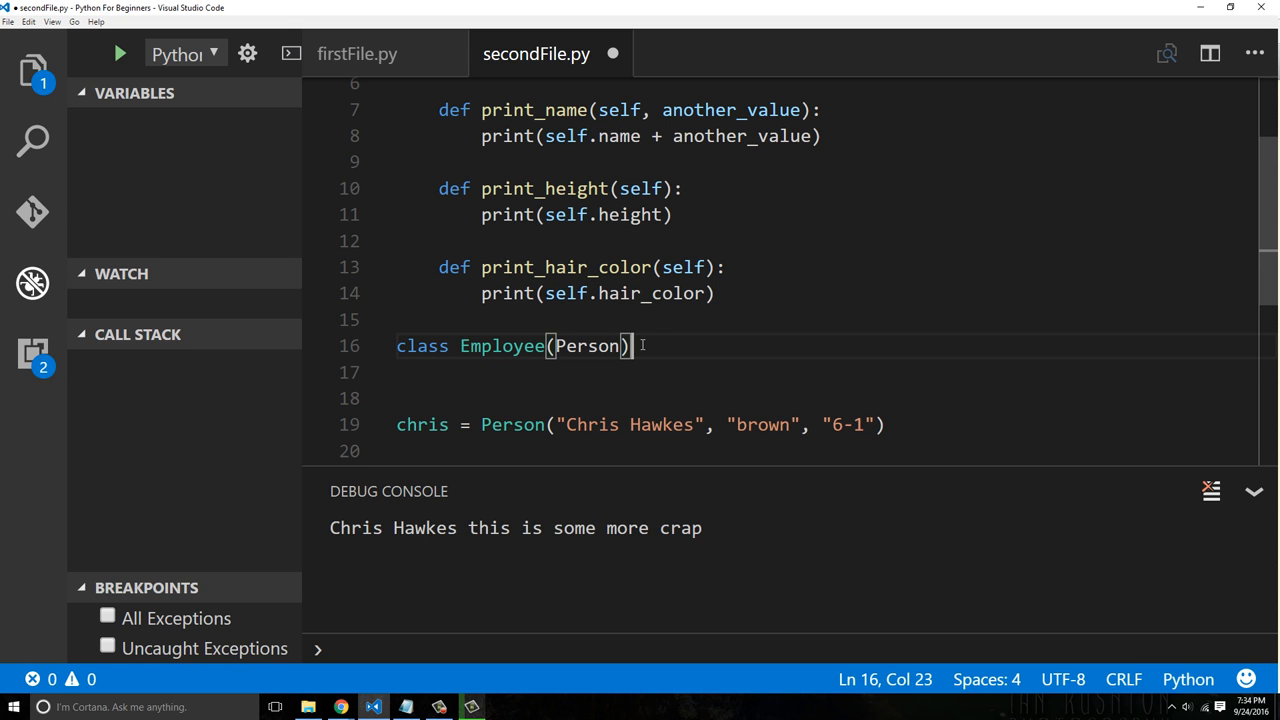 ● secondFile.py - Python For Beginners - Visual Studio Code
File Edit View Go Help
1
2
Pythor
firstFile.py
secondFile.py
VARIABLES
WATCH
CALL STACK
BREAKPOINTS
All Exceptions
Uncaught Exceptions
6
7 def print_name(self, another_value):
8 print(self.name + another_value)
9
10 def print_height(self):
11 print(self.height)
12
13 def print_hair_color(self):
14 print(self.hair_color)
15
16 class Employee(Person)
17
18
19 chris = Person("Chris Hawkes", "brown", "6-1")
20
DEBUG CONSOLE
Chris Hawkes this is some more crap
0 0
Ln 16, Col 23 Spaces: 4 UTF-8 CRLF Python
I'm Cortana. Ask me anything.
7:34 PM
9/24/2016